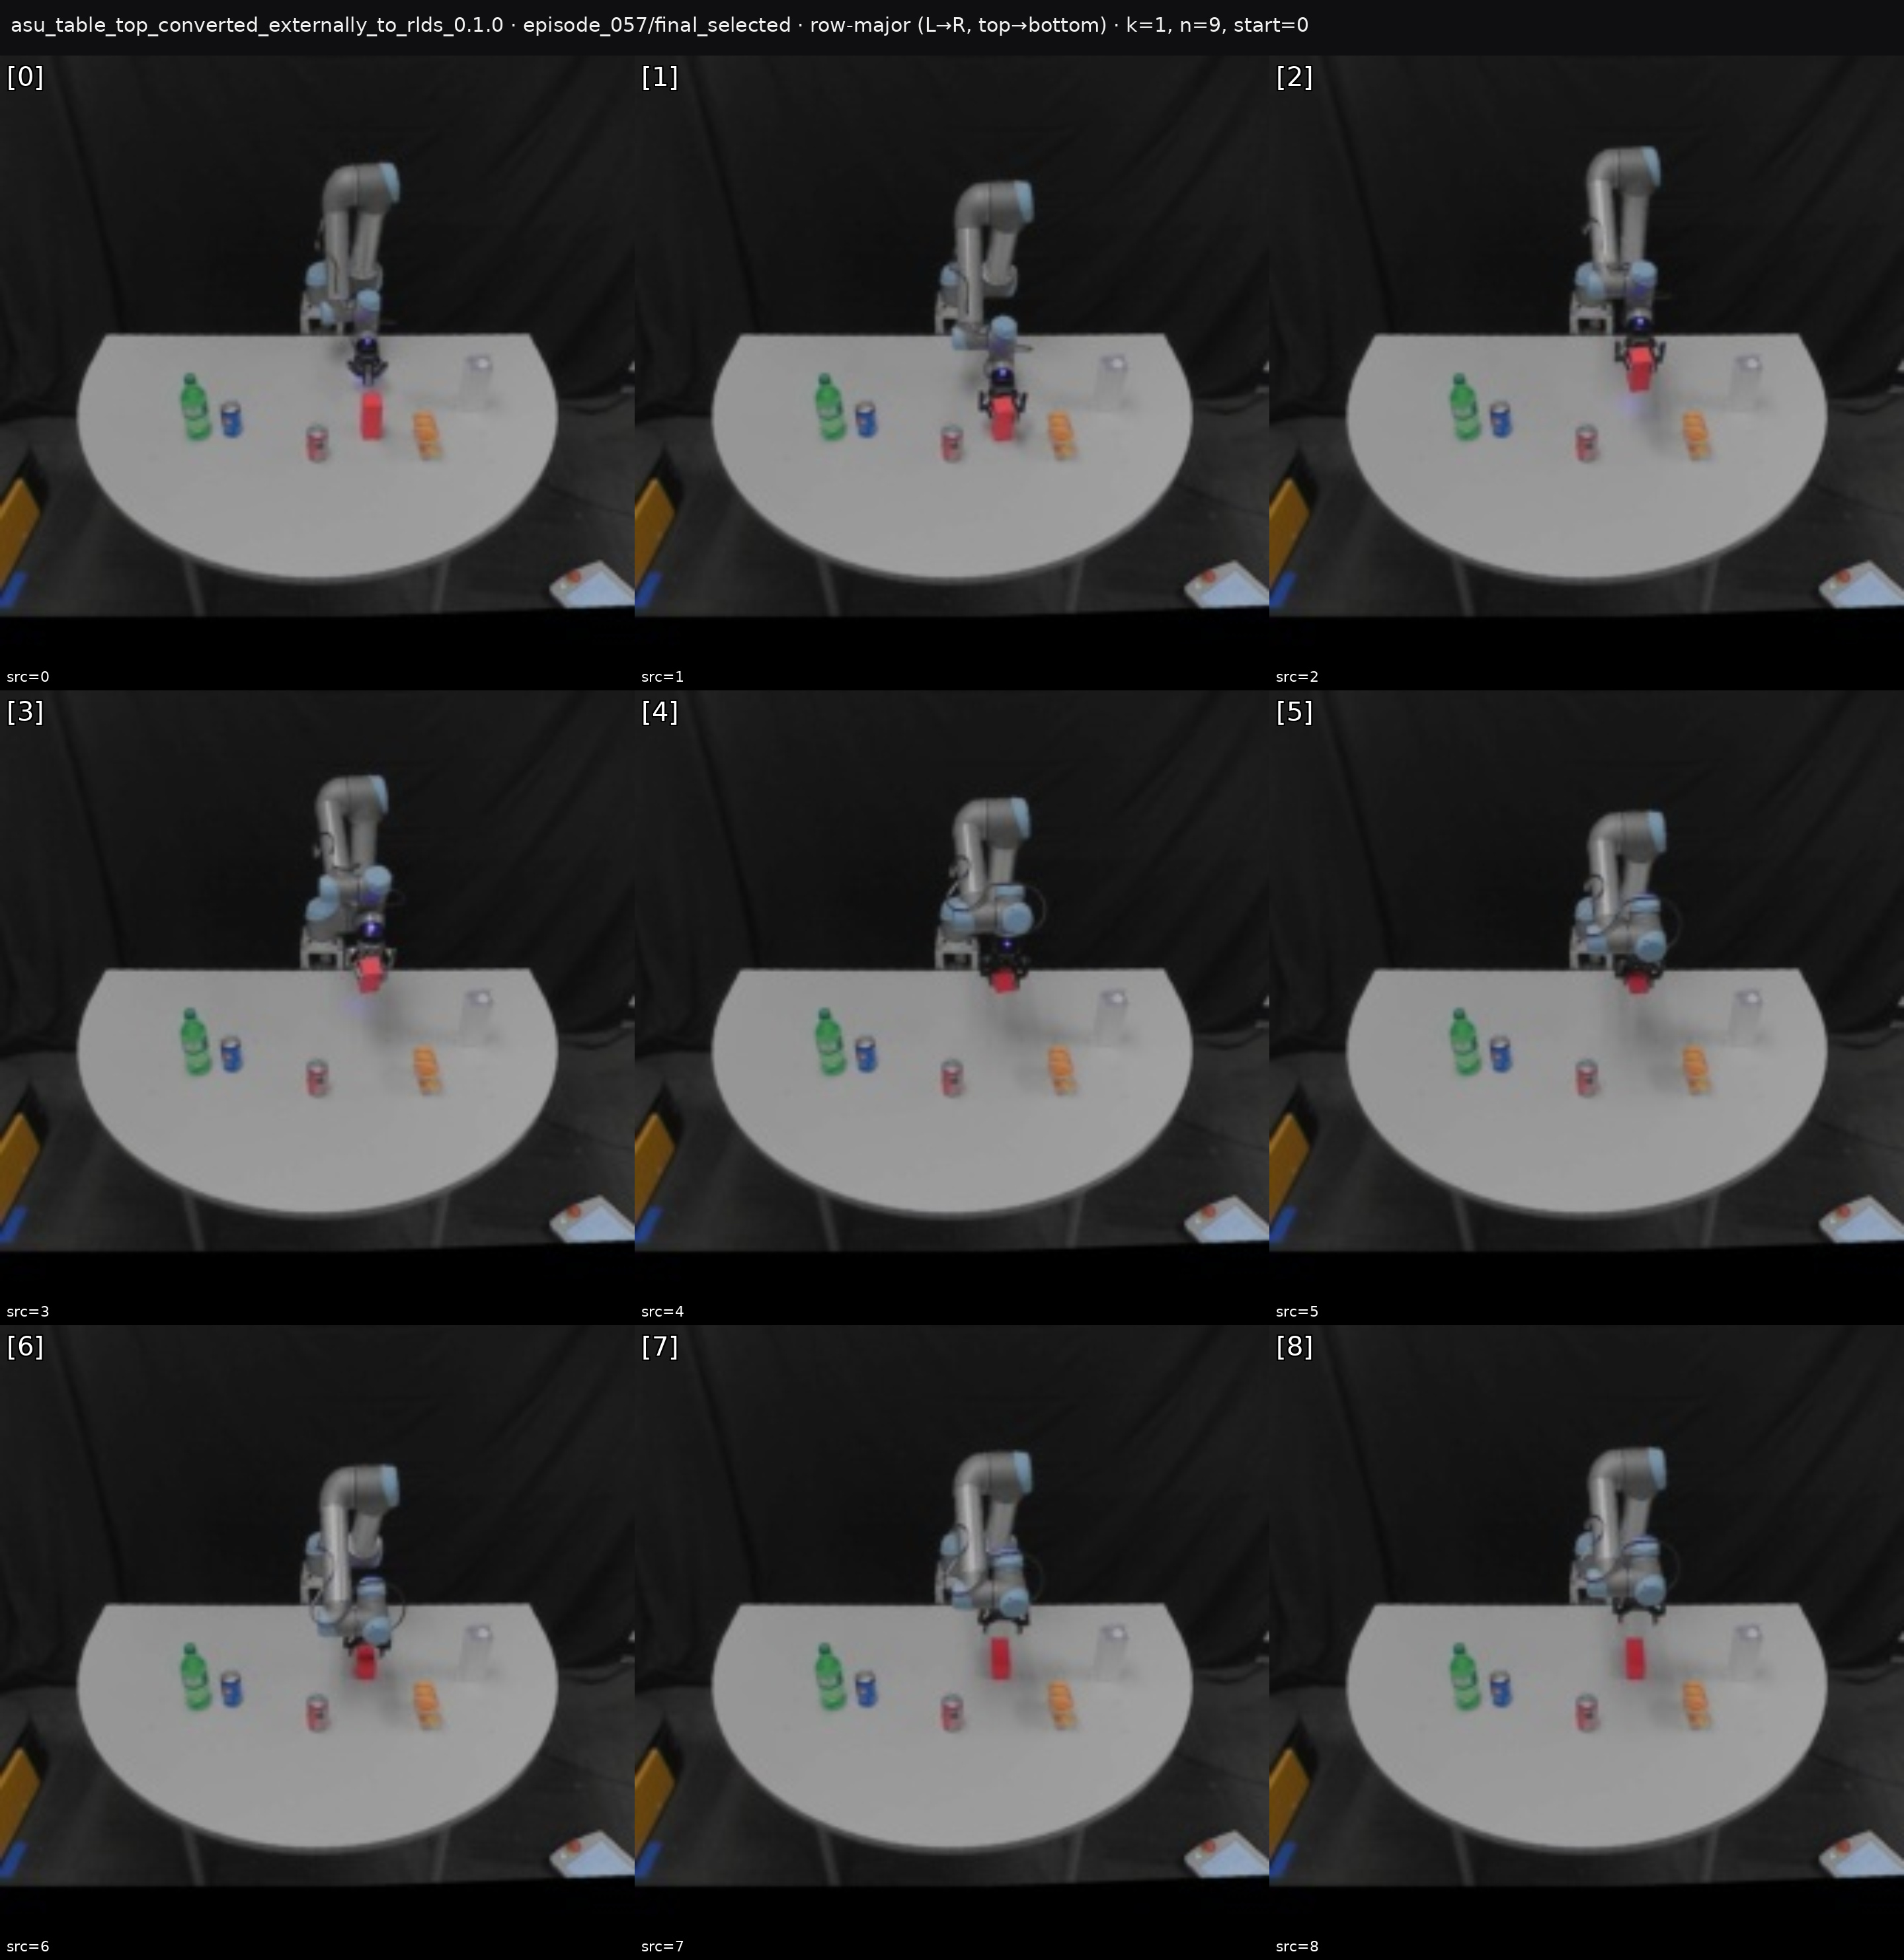 asu_table_top_converted_externally_to_rlds_0.1.0 · episode_057/final_selected · row-major (L→R, top→bottom) · k=1, n=9, start=0
[0]
[1]
[2]
src=0
src=1
src=2
[3]
[4]
[5]
src=3
src=4
src=5
[6]
[7]
[8]
src=6
src=7
src=8